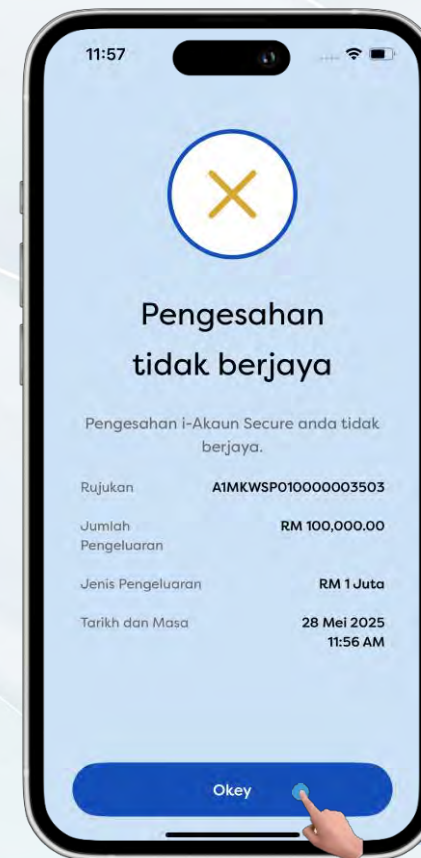 11:57
Pengesahan
tidak berjaya
Pengesahan i-Akaun Secure anda tidak
berjaya.
Rujukan A1MKWSP010000003503
Jumlah RM 100,000.00
Pengeluaran
Jenis Pengeluaran RM 1 Juta
Tarikh dan Masa 28 Mei 2025
11:56 AM
Okey